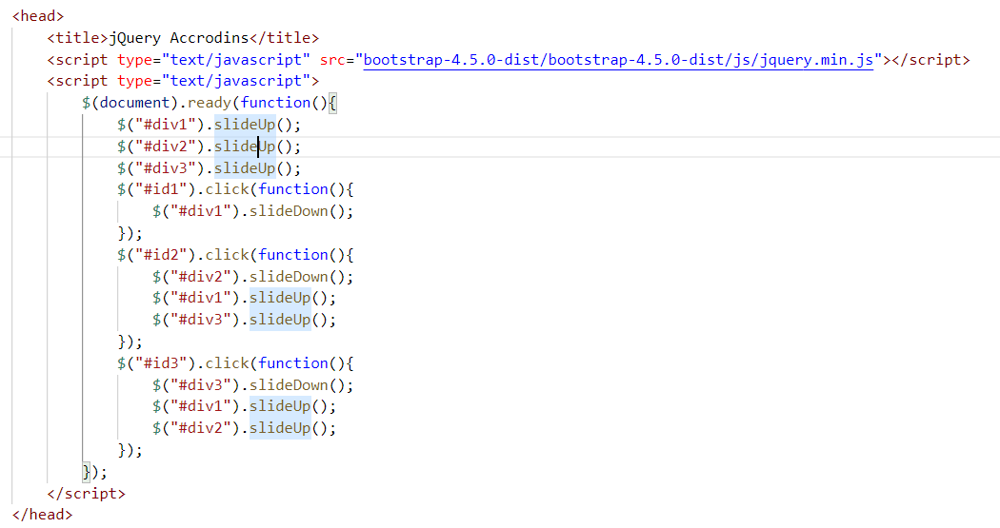 <head>
<title>jQuery Accrodins</title>
<script type="text/javascript" src="bootstrap-4.5.0-dist/bootstrap-4.5.0-dist/js/jquery.min.js"></script>
<script type="text/javascript">
$(document).ready(function(){
$("#div1").slideUp();
$("#div2").slideUp();
$("#div3").slideUp();
$("#id1").click(function(){
$("#div1").slideDown();
});
$("#id2").click(function(){
$("#div2").slideDown();
$("#div1").slideUp();
$("#div3").slideUp();
});
$("#id3").click(function(){
$("#div3").slideDown();
$("#div1").slideUp();
$("#div2").slideUp();
});
});
</script>
</head>